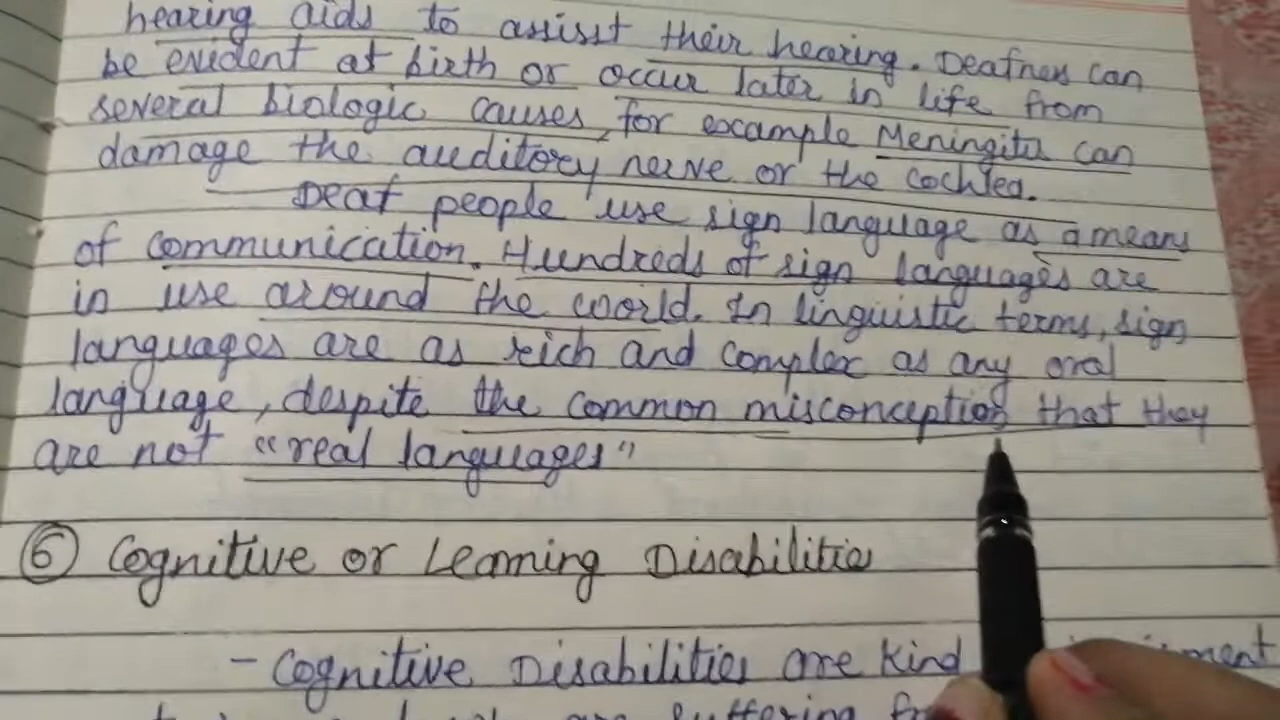 hearing aids to assisst their hearing. Deafness can
be evident at birth or occur later in life from
several biologic causes, for example Meningitis can
damage the auditory nerve or the cochlea.
Deaf people use sign language as a means
of communication. Hundreds of sign languages are
in use around the world. In linguistic terms, sign
languages are as rich and complex as any oral
language, despite the common misconception that they
are not "real languages"
⑥ Cognitive or Learning Disabilities
- Cognitive Disabilities are kind
are suffering